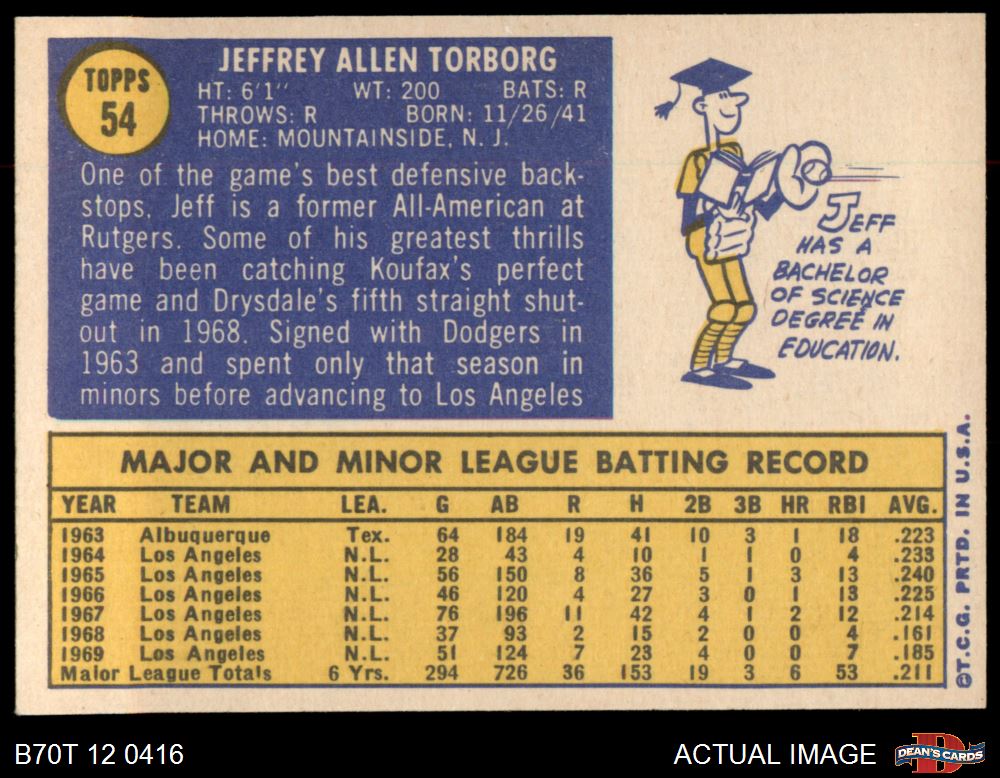 TOPPS
54
JEFFREY ALLEN TORBORG
HT: 6'1" WT: 200 BATS: R
THROWS: R BORN: 11/26/41
HOME: MOUNTAINSIDE, N. J.
One of the game's best defensive back-
stops, Jeff is a former All-American at
Rutgers. Some of his greatest thrills
have been catching Koufax's perfect
game and Drysdale's fifth straight shut-
out in 1968. Signed with Dodgers in
1963 and spent only that season in
minors before advancing to Los Angeles
JEFF
HAS A
BACHELOR
OF SCIENCE
DEGREE IN
EDUCATION.
MAJOR AND MINOR LEAGUE BATTING RECORD
YEAR TEAM LEA. G AB R H 2B 3B HR RBI AVG.
1963 Albuquerque Tex. 64 184 19 41 10 3 1 18 .223
1964 Los Angeles N.L. 28 43 4 10 1 1 0 4 .233
1965 Los Angeles N.L. 56 150 8 36 5 1 3 13 .240
1966 Los Angeles N.L. 46 120 4 27 3 0 1 13 .225
1967 Los Angeles N.L. 76 196 11 42 4 1 2 12 .214
1968 Los Angeles N.L. 37 93 2 15 2 0 0 4 .161
1969 Los Angeles N.L. 51 124 7 23 4 0 0 7 .185
Major League Totals 6 Yrs. 294 726 36 153 19 3 6 53 .211
©T.C.G. PRTD. IN U.S.A.
B70T 12 0416
ACTUAL IMAGE
DEAN'S CARDS